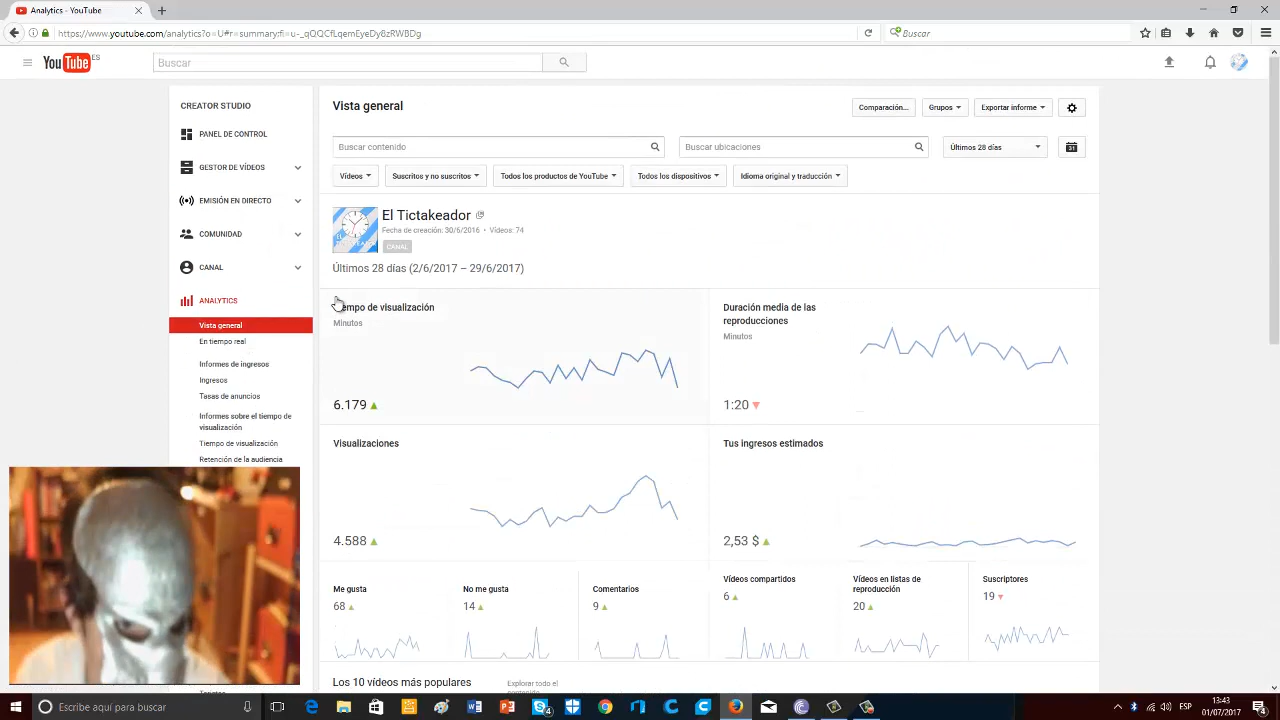 Analytics - YouTube
https://www.youtube.com/analytics?o=U#r=summary;fi=u-_qQQCfLqernEyeDy8zRWBDg
Buscar
YouTube ES
Buscar
CREATOR STUDIO
PANEL DE CONTROL
GESTOR DE VÍDEOS
EMISIÓN EN DIRECTO
COMUNIDAD
CANAL
ANALYTICS
Vista general
En tiempo real
Informes de ingresos
Ingresos
Tasas de anuncios
Informes sobre el tiempo de
visualización
Tiempo de visualización
Retención de la audiencia
Vista general
Comparación... Grupos Exportar informe
Buscar contenido
Buscar ubicaciones
Últimos 28 días
31
Vídeos
Suscritos y no suscritos
Todos los productos de YouTube
Todos los dispositivos
Idioma original y traducción
El Tictakeador
Fecha de creación: 30/6/2016 • Vídeos: 74
CANAL
Últimos 28 días (2/6/2017 – 29/6/2017)
Tiempo de visualización
Minutos
6.179
Duración media de las
reproducciones
Minutos
1:20
Visualizaciones
4.588
Tus ingresos estimados
2,53 $
Me gusta
68
No me gusta
14
Comentarios
9
Vídeos compartidos
6
Vídeos en listas de
reproducción
20
Suscriptores
19
Los 10 vídeos más populares
Explorar todo el
Escribe aquí para buscar
4
ESP
13:43
01/07/2017